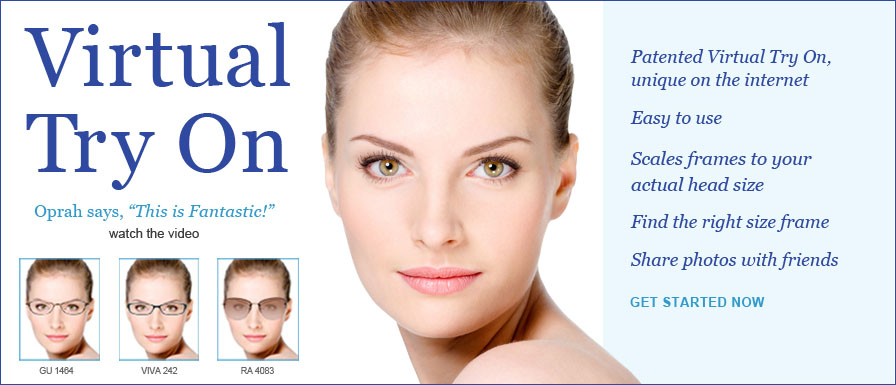 Virtual
Try On
Oprah says, “This is Fantastic!”
watch the video
GU 1464
VIVA 242
RA 4083
Patented Virtual Try On,
unique on the internet
Easy to use
Scales frames to your
actual head size
Find the right size frame
Share photos with friends
GET STARTED NOW